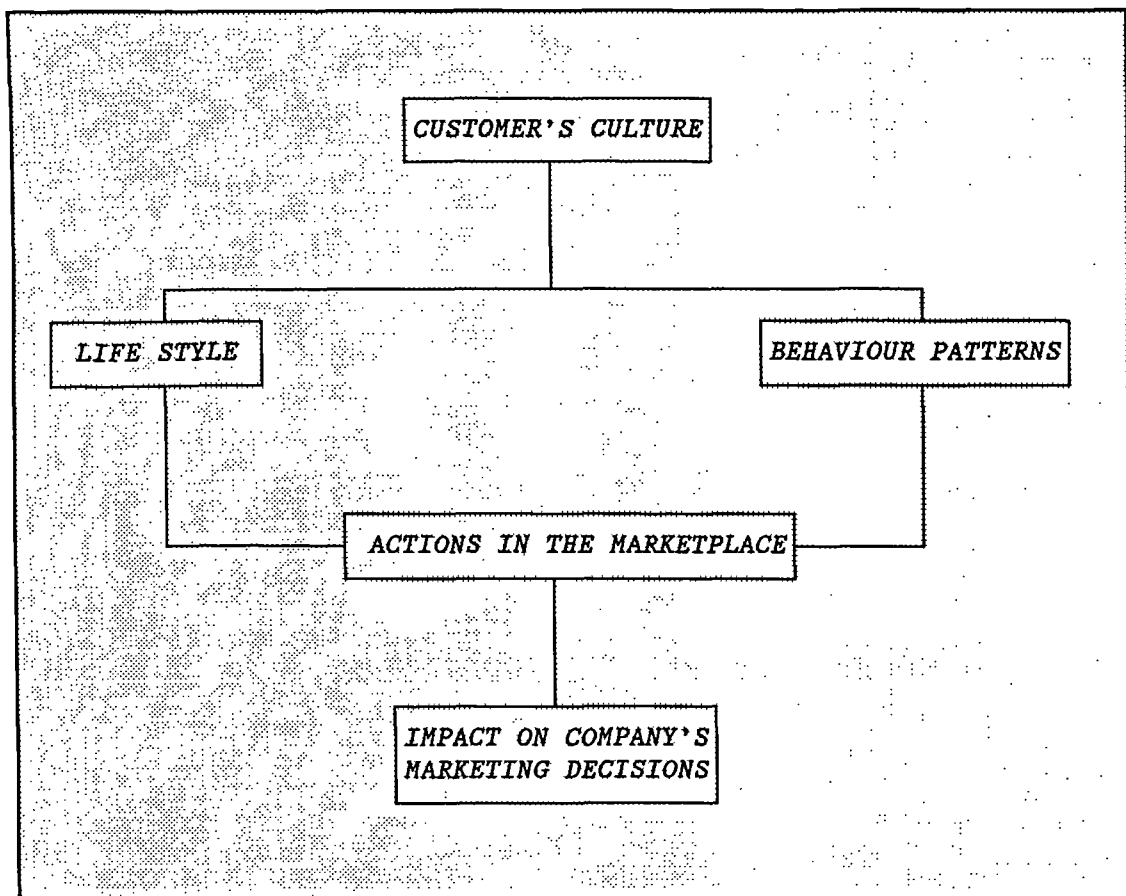 CUSTOMER'S CULTURE
LIFE STYLE
BEHAVIOUR PATTERNS
ACTIONS IN THE MARKETPLACE
IMPACT ON COMPANY'S
MARKETING DECISIONS